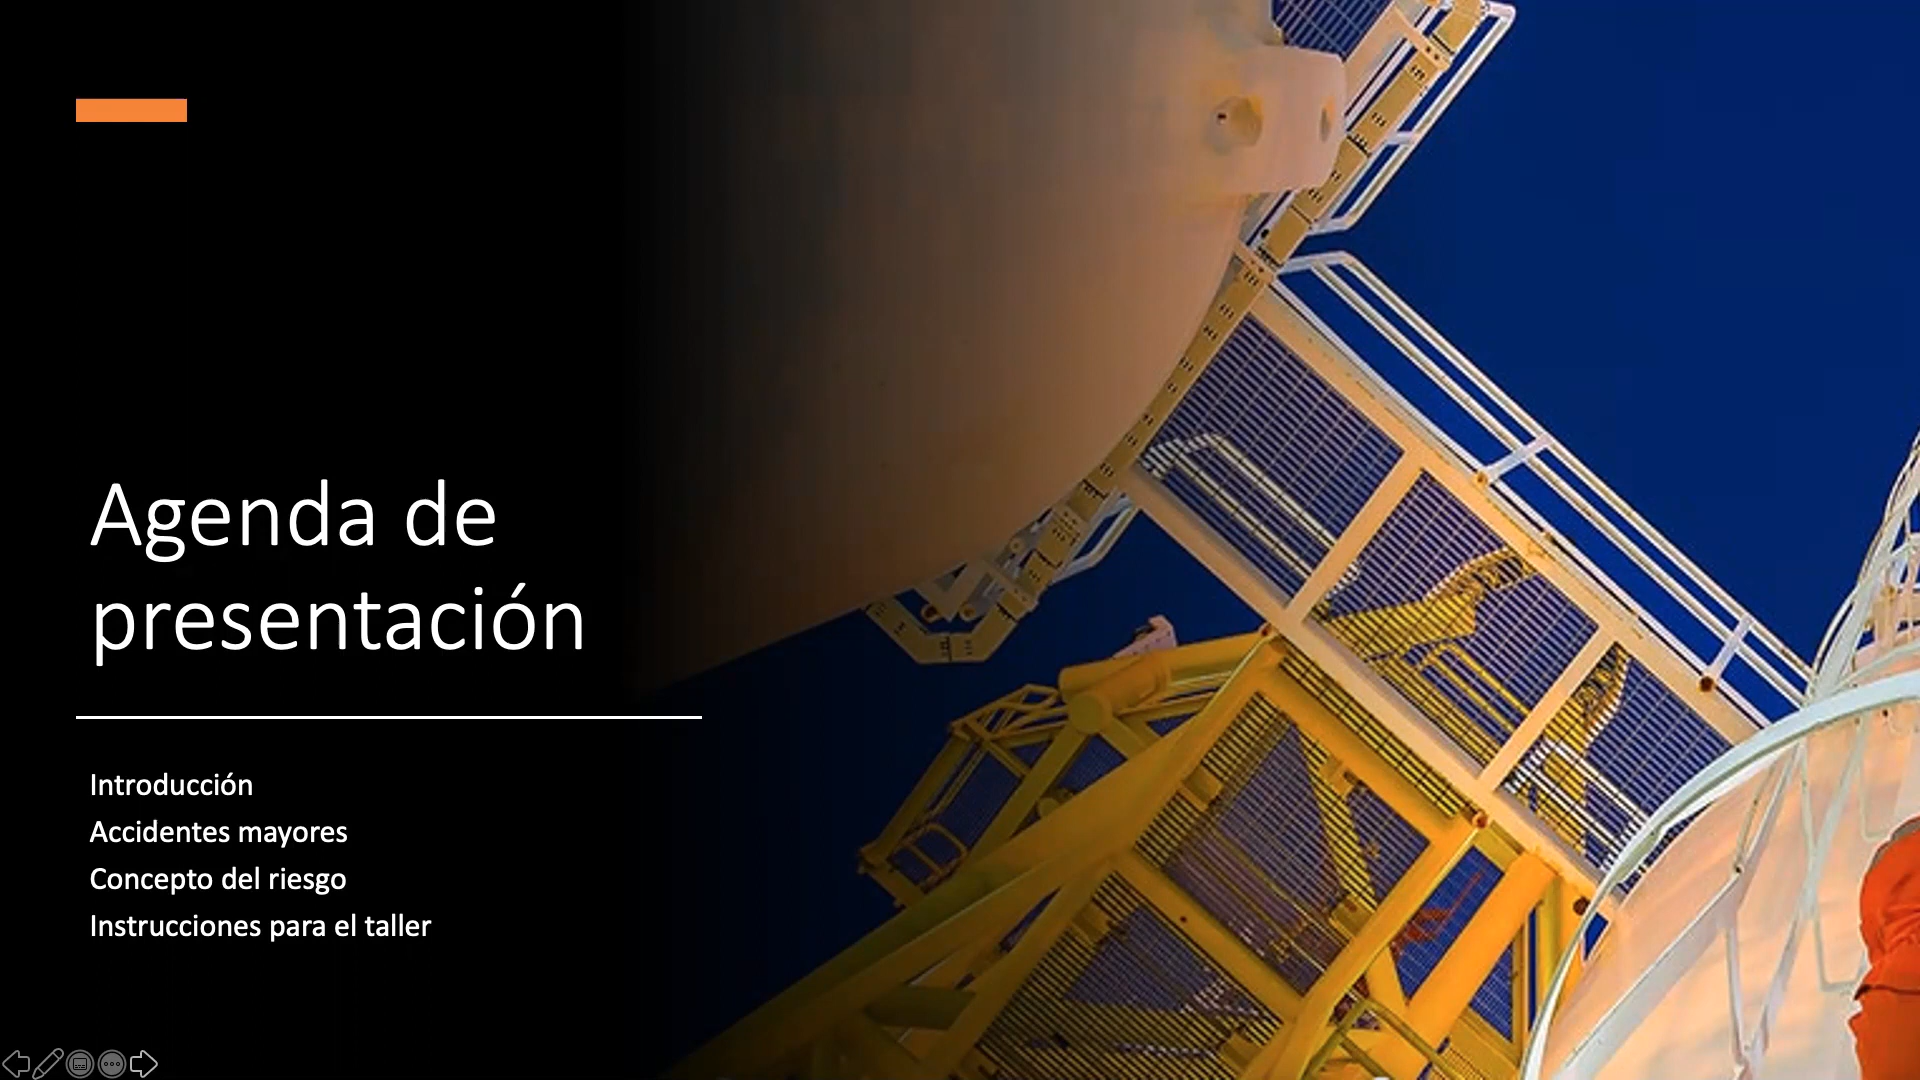 Agenda de
presentación
Introducción
Accidentes mayores
Concepto del riesgo
Instrucciones para el taller